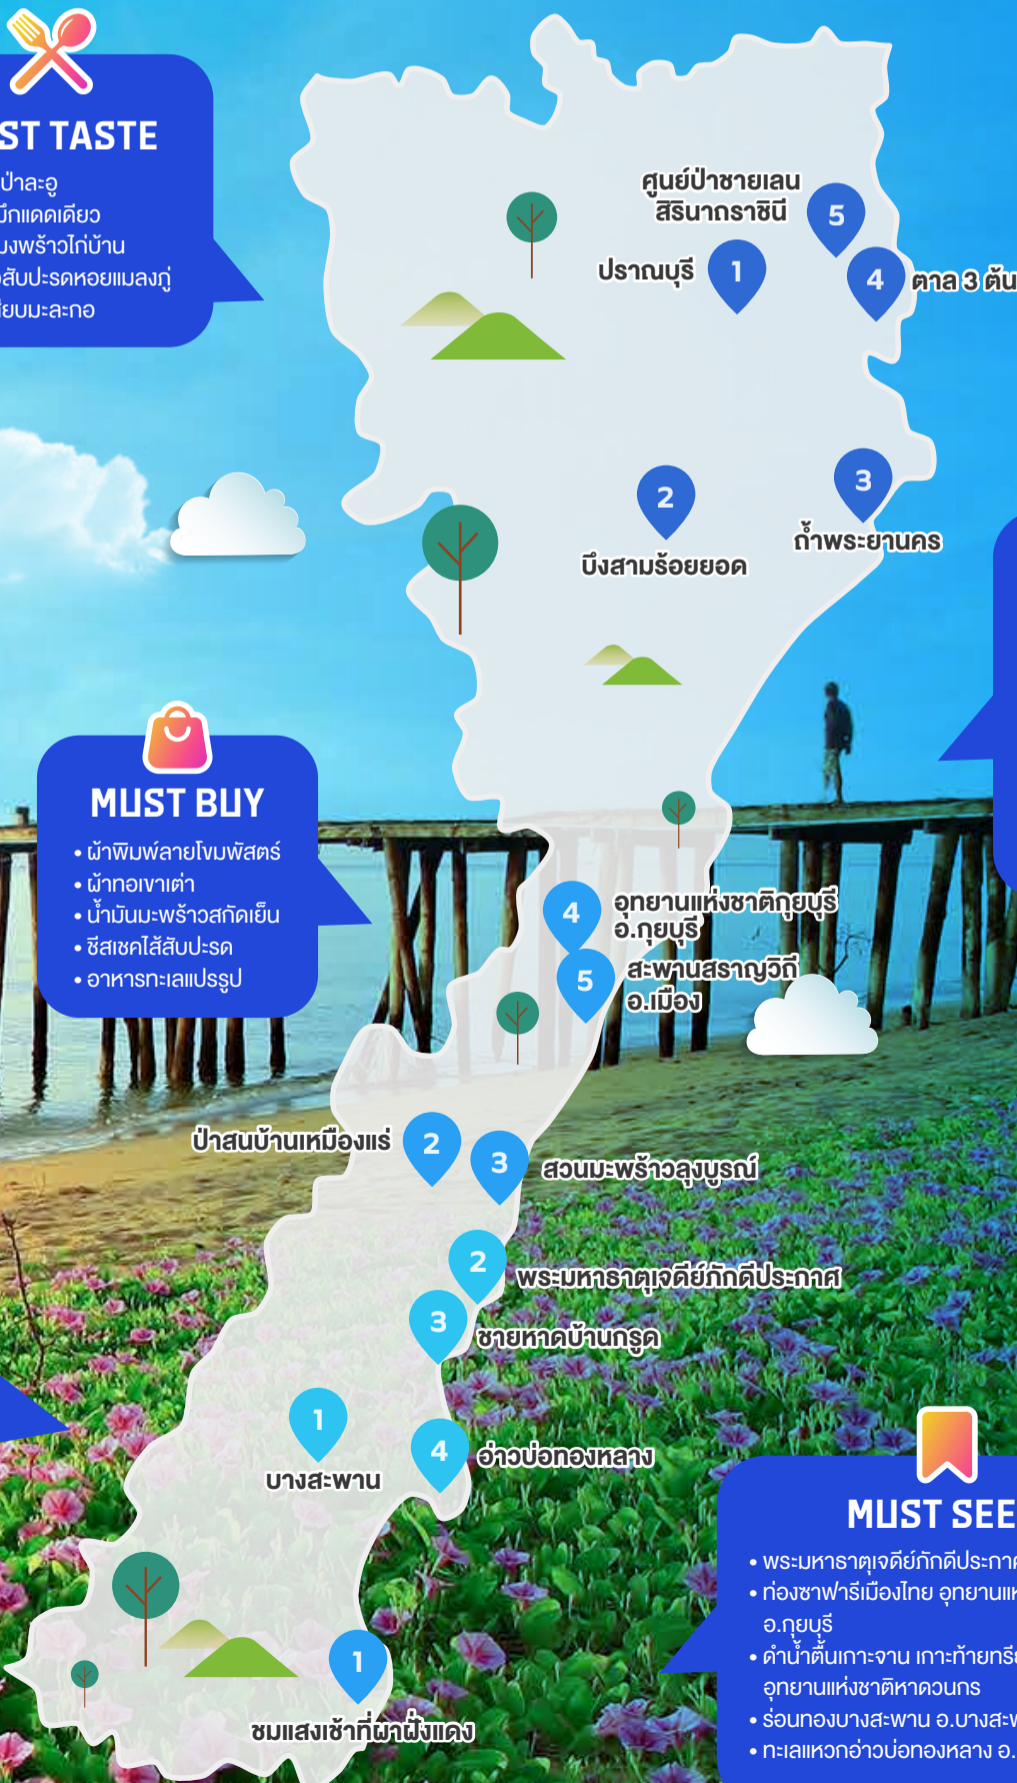 ST TASTE
ป่าละอู
มึกแดดเดียว
มงพร้าวไก่บ้าน
สับปะรดหอยแมลงภู่
ียบมะละกอ
ศูนย์ป่าชายเลน
สิรินาถราชินี
5
ปราณบุรี
1
4
ตาล 3 ต้น
2
บึงสามร้อยยอด
3
ถ้ำพระยานคร
MUST BUY
• ผ้าพิมพ์ลายโขมพัสตร์
• ผ้าทอเขาเต่า
• น้ำมันมะพร้าวสกัดเย็น
• ชีสเชคไส้สับปะรด
• อาหารทะเลแปรรูป
4
อุทยานแห่งชาติกุยบุรี
อ.กุยบุรี
5
สะพานสราญวิถี
อ.เมือง
ป่าสนบ้านเหมืองแร่
2
3
สวนมะพร้าวลุงบูรณ์
2
พระมหาธาตุเจดีย์ภักดีประกาศ
3
ชายหาดบ้านกรูด
1
บางสะพาน
4
อ่าวบ่อทองหลาง
1
ชมแสงเช้าที่ผาฝั่งแดง
MUST SEE
• พระมหาธาตุเจดีย์ภักดีประกาศ
• ท่องซาฟารีเมืองไทย อุทยานแห
อ.กุยบุรี
• ดำน้ำตื้นเกาะจาน เกาะท้ายทรี
อุทยานแห่งชาติหาดวนกร
• ร่อนทองบางสะพาน อ.บางสะพ
• ทะเลแหวกอ่าวบ่อทองหลาง อ.